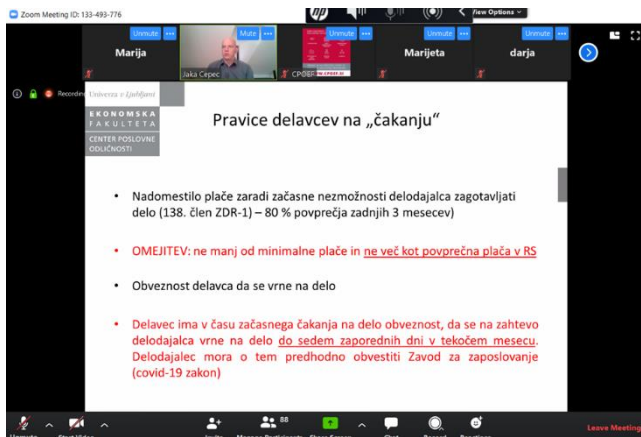 Zoom Meeting ID: 133-493-776
hp
View Options
Unmute
Mute
Unmute
Unmute
Unmute
Marija
Marijeta
darja
Jaka Cepec
CPOEF
Recording
Univerza v Ljubljani
EKONOMSKA
FAKULTETA
CENTER POSLOVNE
ODLIČNOSTI
Pravice delavcev na „čakanju“
• Nadomestilo plače zaradi začasne nezmožnosti delodajalca zagotavljati
delo (138. člen ZDR-1) – 80 % povprečja zadnjih 3 mesecev)
• OMEJITEV: ne manj od minimalne plače in ne več kot povprečna plača v RS
• Obveznost delavca da se vrne na delo
• Delavec ima v času začasnega čakanja na delo obveznost, da se na zahtevo
delodajalca vrne na delo do sedem zaporednih dni v tekočem mesecu.
Delodajalec mora o tem predhodno obvestiti Zavod za zaposlovanje
(covid-19 zakon)
88
Leave Meeting